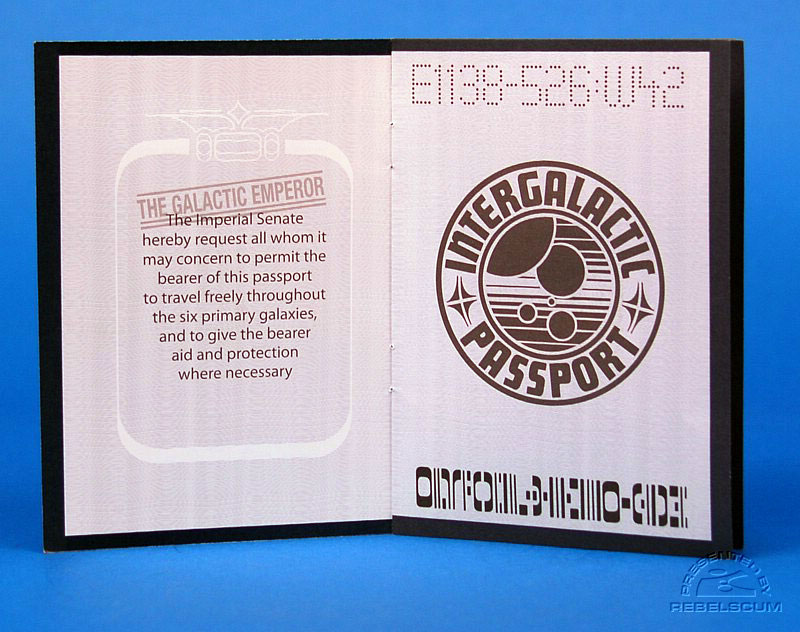 THE GALACTIC EMPEROR
The Imperial Senate
hereby request all whom it
may concern to permit the
bearer of this passport
to travel freely throughout
the six primary galaxies,
and to give the bearer
aid and protection
where necessary
E1138-526:W42
INTERGALACTIC
PASSPORT
PRESENTED BY
REBELSCUM